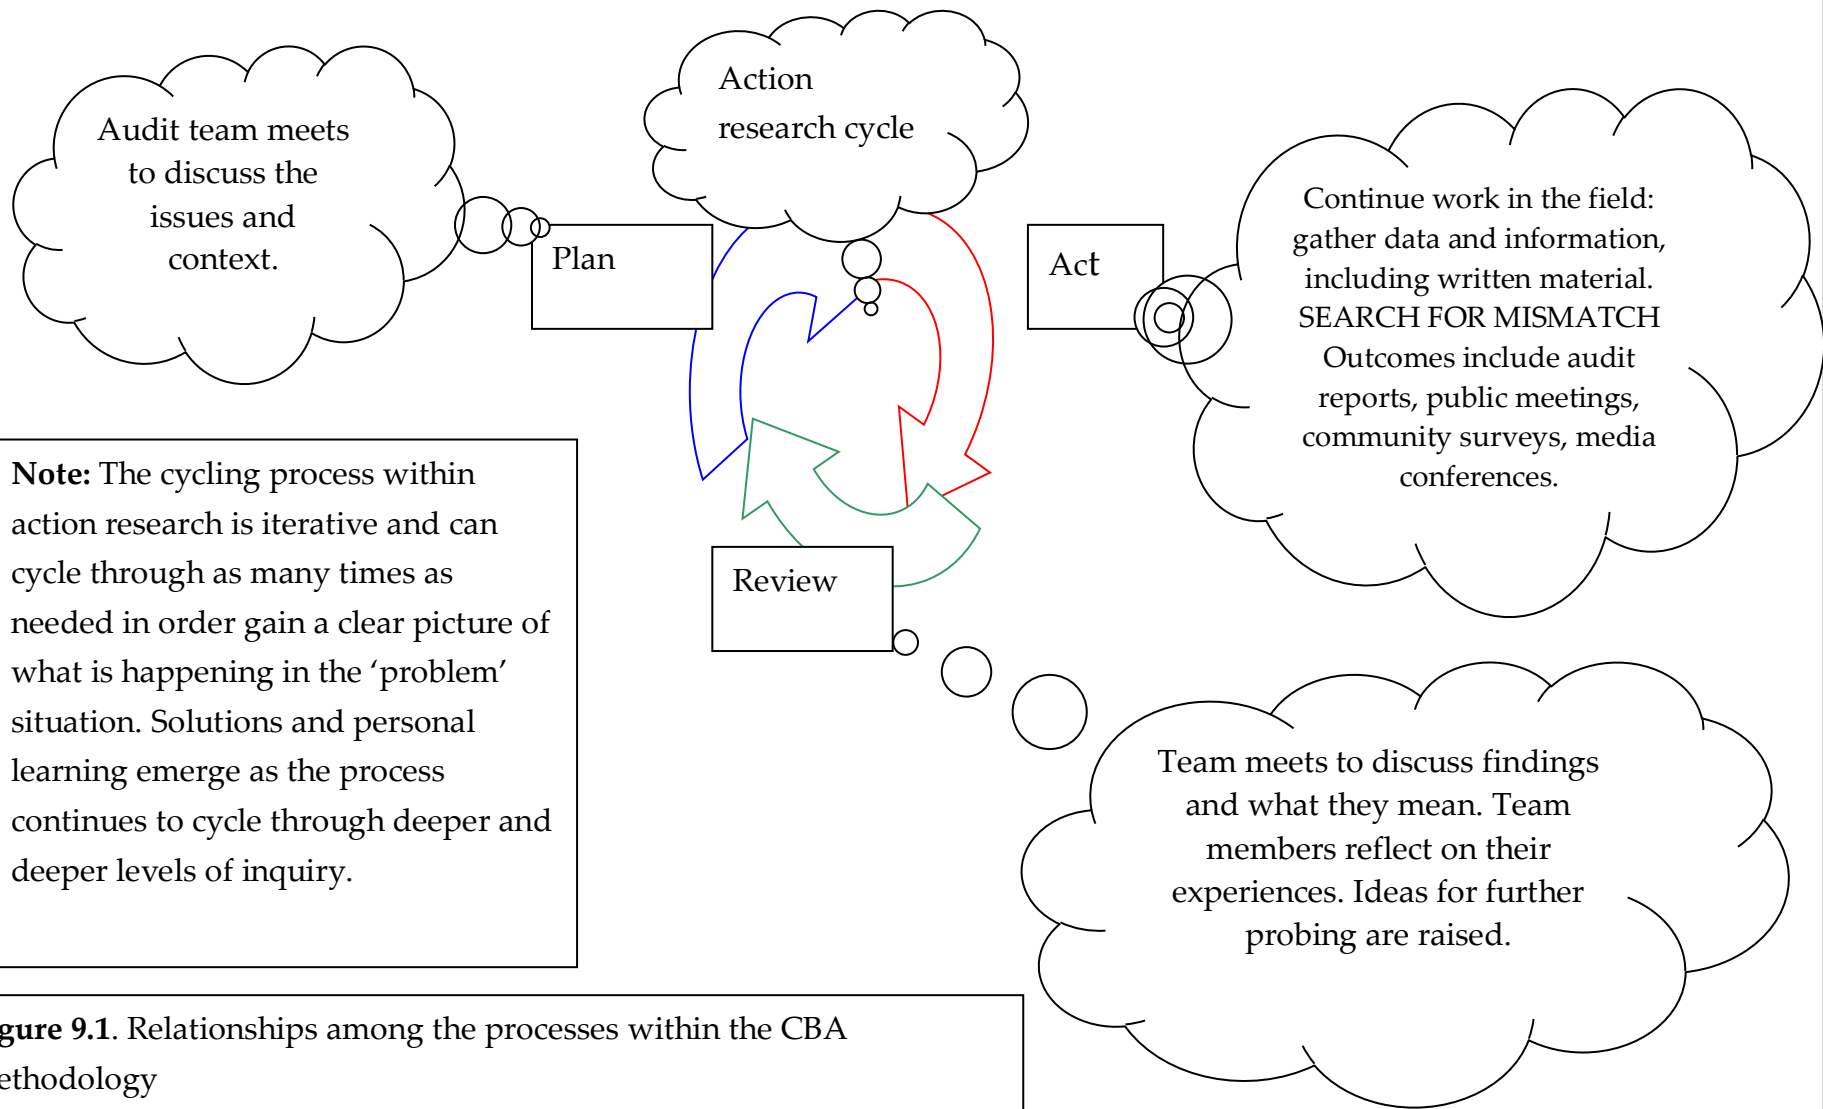 Audit team meets
to discuss the
issues and
context.
Action
research cycle
Plan
Act
Continue work in the field:
gather data and information,
including written material.
SEARCH FOR MISMATCH
Outcomes include audit
reports, public meetings,
community surveys, media
conferences.
Note: The cycling process within
action research is iterative and can
cycle through as many times as
needed in order gain a clear picture of
what is happening in the ‘problem’
situation. Solutions and personal
learning emerge as the process
continues to cycle through deeper and
deeper levels of inquiry.
Review
Team meets to discuss findings
and what they mean. Team
members reflect on their
experiences. Ideas for further
probing are raised.
gure 9.1. Relationships among the processes within the CBA
ethodology